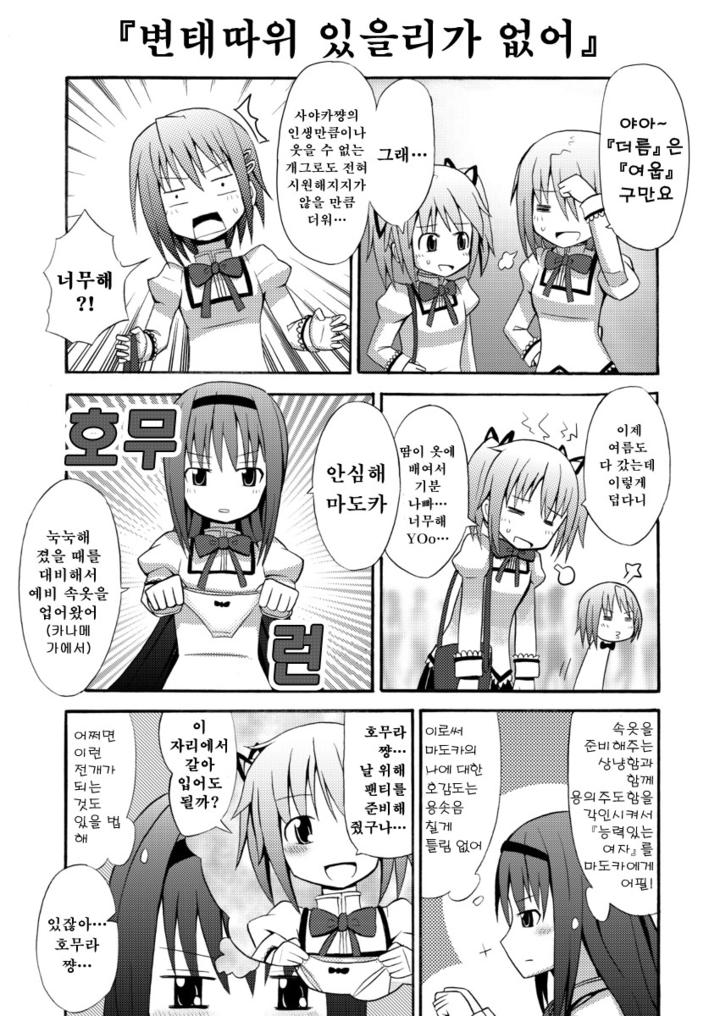 『변태따위 있을리가 없어』
야아~
『더름』은
『여웁』
구만요
그래…
사야카쨩의
인생만큼이나
웃을 수 없는
개그로도 전혀
시원해지지가
않을 만큼
더워…
너무해
?!
이제
여름도
다 갔는데
이렇게
덥다니
땀이 옷에
배여서
기분
나빠…
너무해
YOo…
안심해
마도카
호무
런
눅눅해
졌을 때를
대비해서
예비 속옷을
업어왔어
(카나메
가에서)
속옷을
준비해주는
상냥함과
함께
용의주도함을
각인시켜서
『능력있는
여자』를
마도카에게
어필!
이로써
마도카의
나에 대한
호감도는
용솟음
칠게
틀림 없어
호무라
쨩…
날 위해
팬티를
준비해
줬구나…
이
자리에서
갈아
입어도
될까?
어쩌면
이런
전개가
되는
것도
있을 법
해
있잖아…
호무라
쨩…